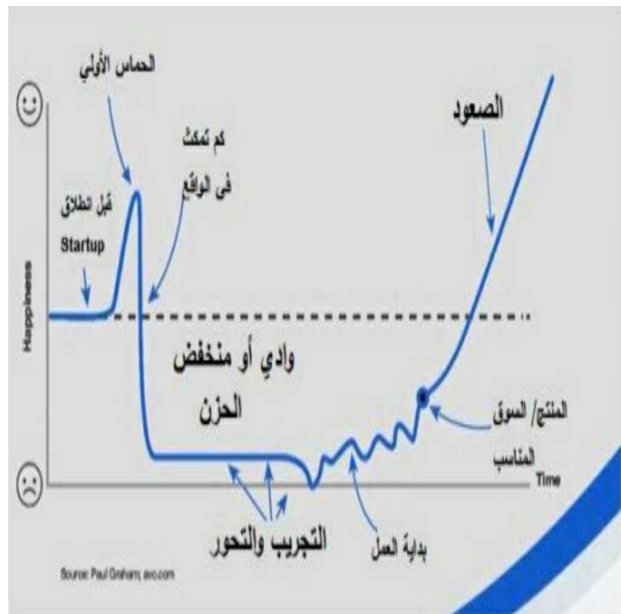 الحماس الأولي
كم تمكث
فى الواقع
قبل انطلاق
Startup
الصعود
Happiness
وادي أو منخفض
الحزن
المنتج/ السوق
المناسب
Time
التجريب والتحور
بداية العمل
Source: Paul Graham, avc.com